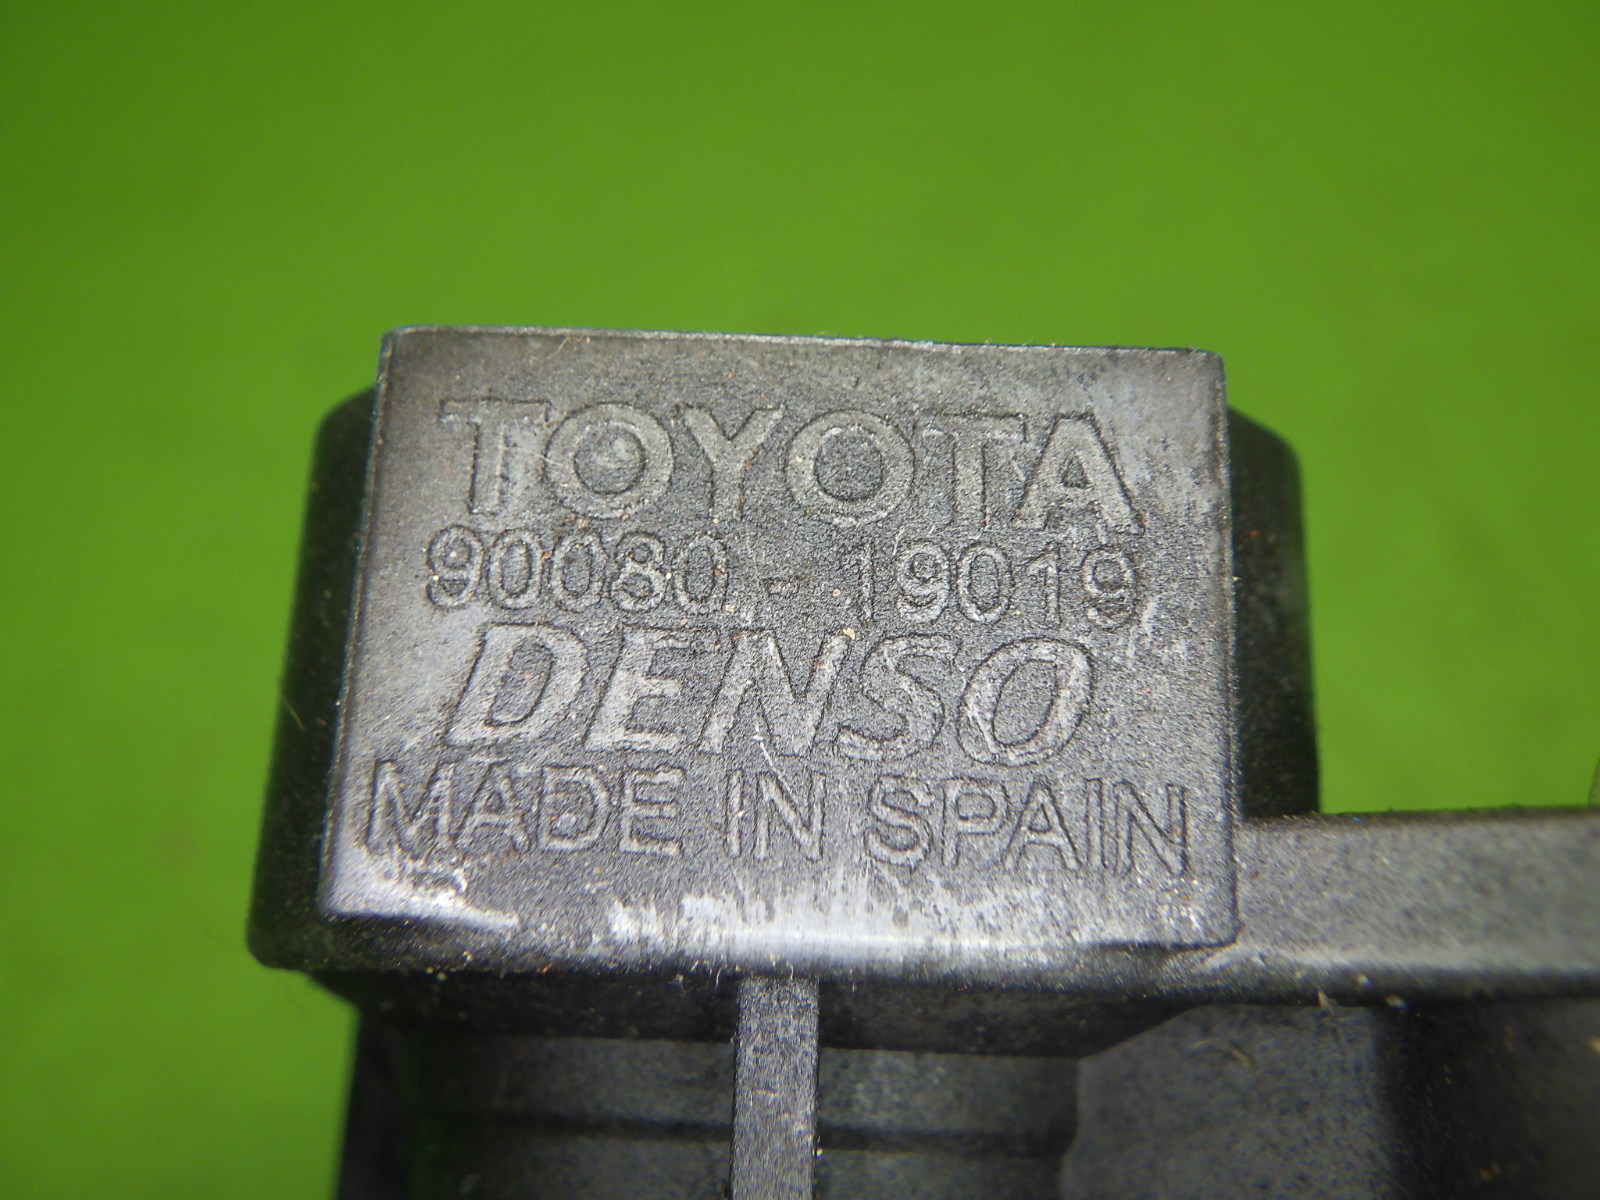 TOYOTA
90080-19019
DENSO
MADE IN SPAIN